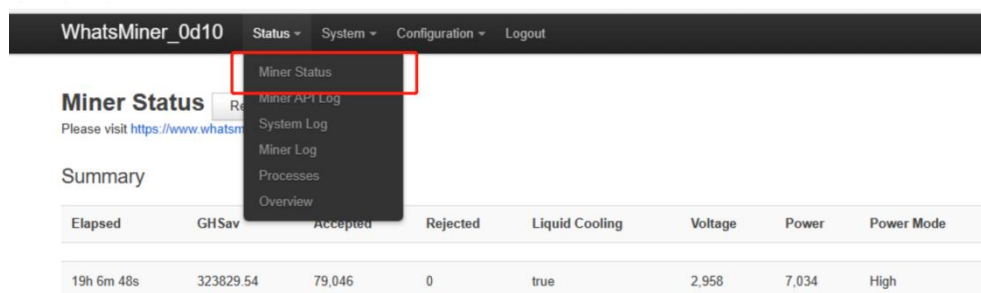 WhatsMiner_0d10 Status System Configuration Logout
Miner Status
Miner API Log
System Log
Miner Log
Processes
Overview
Miner Status
Please visit https://www.whatsm
Summary
Elapsed GHSav Accepted Rejected Liquid Cooling Voltage Power Power Mode
19h 6m 48s 323829.54 79,046 0 true 2,958 7,034 High